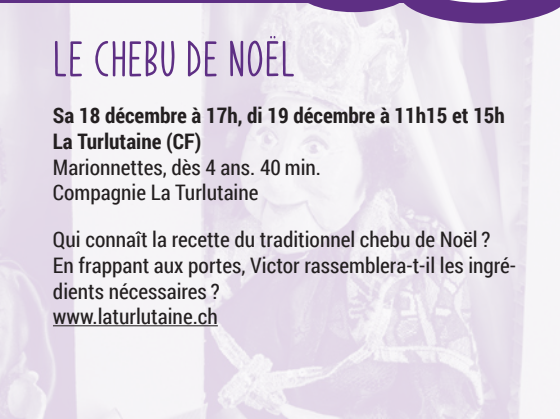 LE CHEBU DE NOËL
Sa 18 décembre à 17h, di 19 décembre à 11h15 et 15h
La Turlutaine (CF)
Marionnettes, dès 4 ans. 40 min.
Compagnie La Turlutaine
Qui connaît la recette du traditionnel chebu de Noël ?
En frappant aux portes, Victor rassemblera-t-il les ingré-
dients nécessaires ?
www.laturlutaine.ch